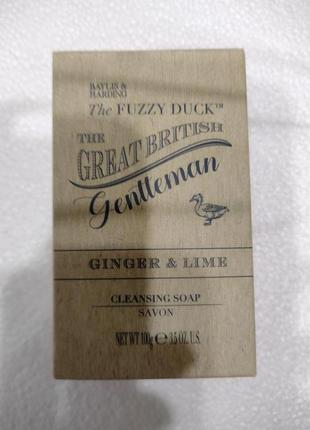 BAYLIS &
HARDING
The FUZZY DUCK™
THE
GREAT BRITISH
Gentleman
GINGER & LIME
CLEANSING SOAP
SAVON
NET WT 100g ℮ 3.5 OZ. U.S.